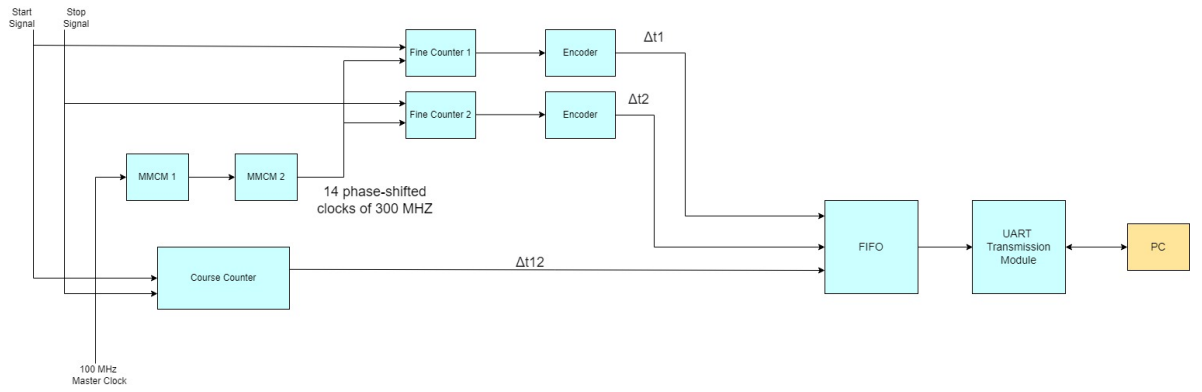 Start
Signal
Stop
Signal
Fine Counter 1
Encoder
Δt1
Fine Counter 2
Encoder
Δt2
MMCM 1
MMCM 2
14 phase-shifted
clocks of 300 MHZ
Course Counter
Δt12
FIFO
UART
Transmission
Module
PC
100 MHz
Master Clock